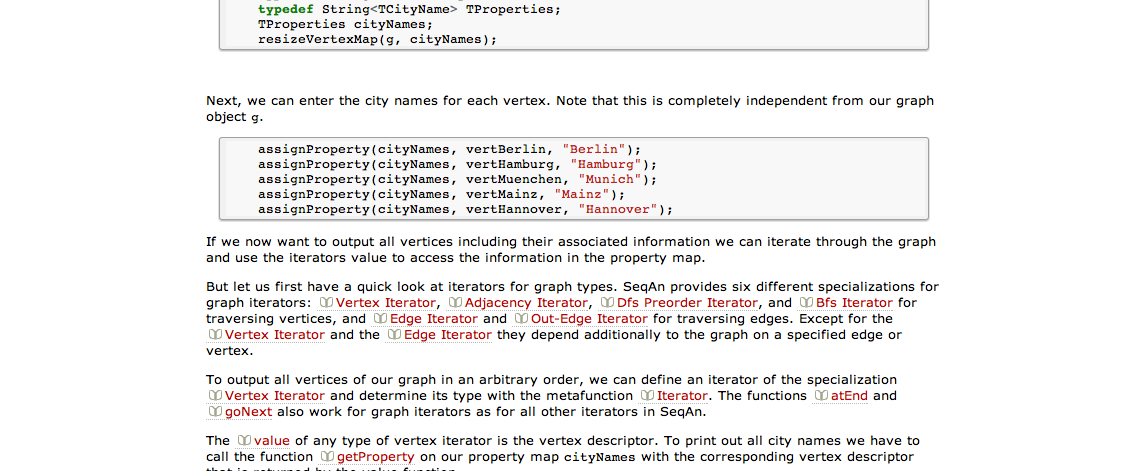 typedef String<TCityName> TProperties;
TProperties cityNames;
resizeVertexMap(g, cityNames);
Next, we can enter the city names for each vertex. Note that this is completely independent from our graph
object g.
assignProperty(cityNames, vertBerlin, "Berlin");
assignProperty(cityNames, vertHamburg, "Hamburg");
assignProperty(cityNames, vertMuenchen, "Munich");
assignProperty(cityNames, vertMainz, "Mainz");
assignProperty(cityNames, vertHannover, "Hannover");
If we now want to output all vertices including their associated information we can iterate through the graph
and use the iterators value to access the information in the property map.
But let us first have a quick look at iterators for graph types. SeqAn provides six different specializations for
graph iterators: Vertex Iterator, Adjacency Iterator, Dfs Preorder Iterator, and Bfs Iterator for
traversing vertices, and Edge Iterator and Out-Edge Iterator for traversing edges. Except for the
Vertex Iterator and the Edge Iterator they depend additionally to the graph on a specified edge or
vertex.
To output all vertices of our graph in an arbitrary order, we can define an iterator of the specialization
Vertex Iterator and determine its type with the metafunction Iterator. The functions atEnd and
goNext also work for graph iterators as for all other iterators in SeqAn.
The value of any type of vertex iterator is the vertex descriptor. To print out all city names we have to
call the function getProperty on our property map cityNames with the corresponding vertex descriptor